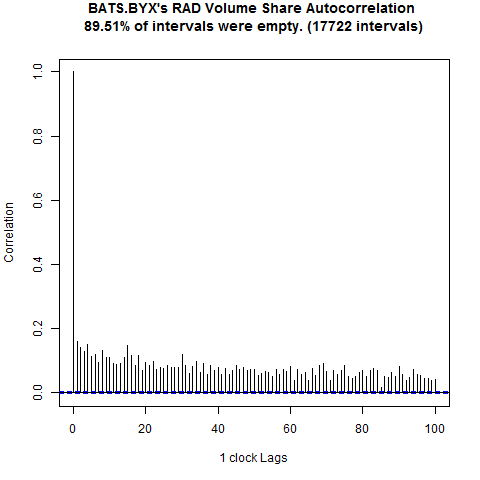 BATS.BYX's RAD Volume Share Autocorrelation
89.51% of intervals were empty. (17722 intervals)
1.0
0.8
0.6
0.4
0.2
0.0
Correlation
0 20 40 60 80 100
1 clock Lags